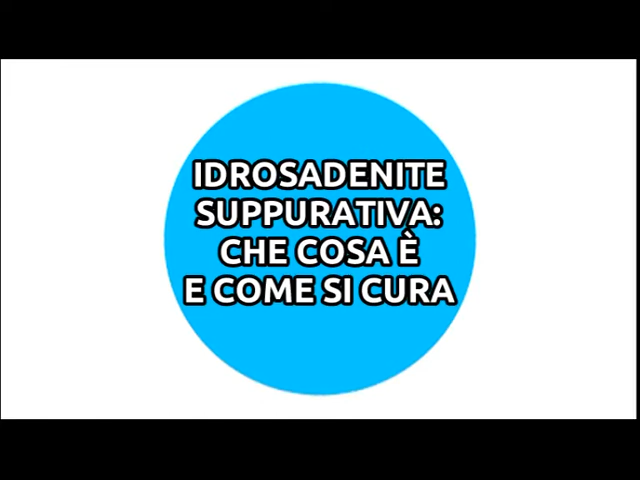 IDROSADENITE
SUPPURATIVA:
CHE COSA È
E COME SI CURA